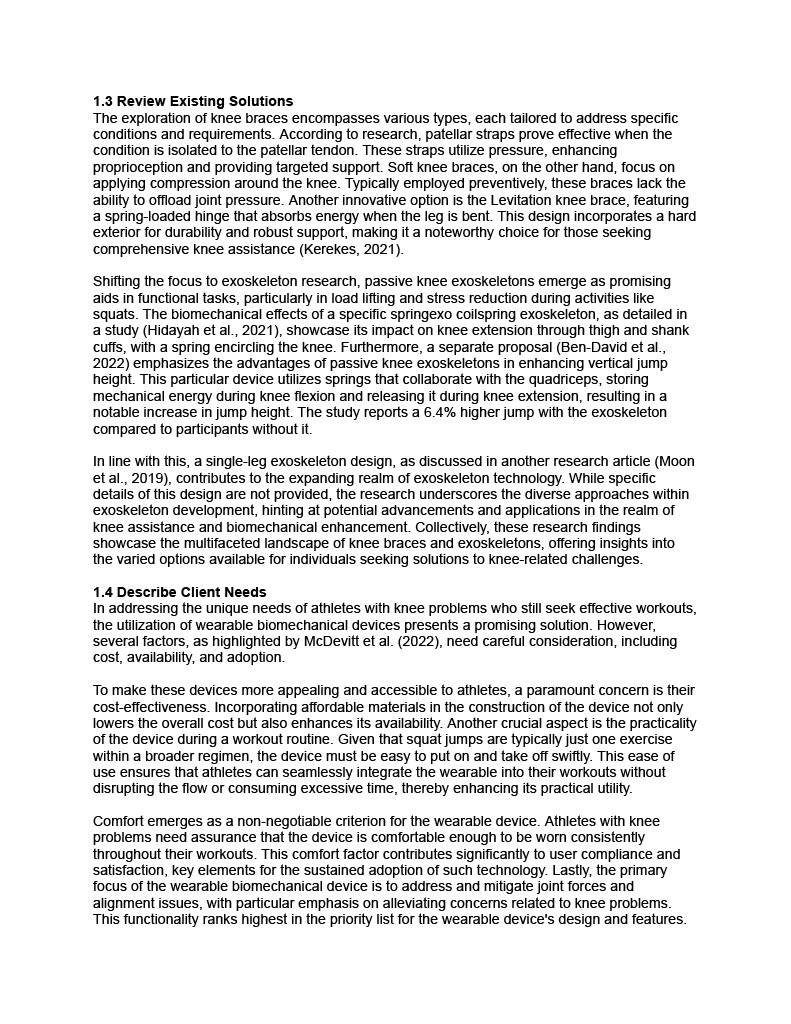 1.3 Review Existing Solutions
The exploration of knee braces encompasses various types, each tailored to address specific
conditions and requirements. According to research, patellar straps prove effective when the
condition is isolated to the patellar tendon. These straps utilize pressure, enhancing
proprioception and providing targeted support. Soft knee braces, on the other hand, focus on
applying compression around the knee. Typically employed preventively, these braces lack the
ability to offload joint pressure. Another innovative option is the Levitation knee brace, featuring
a spring-loaded hinge that absorbs energy when the leg is bent. This design incorporates a hard
exterior for durability and robust support, making it a noteworthy choice for those seeking
comprehensive knee assistance (Kerekes, 2021).
Shifting the focus to exoskeleton research, passive knee exoskeletons emerge as promising
aids in functional tasks, particularly in load lifting and stress reduction during activities like
squats. The biomechanical effects of a specific springexo coilspring exoskeleton, as detailed in
a study (Hidayah et al., 2021), showcase its impact on knee extension through thigh and shank
cuffs, with a spring encircling the knee. Furthermore, a separate proposal (Ben-David et al.,
2022) emphasizes the advantages of passive knee exoskeletons in enhancing vertical jump
height. This particular device utilizes springs that collaborate with the quadriceps, storing
mechanical energy during knee flexion and releasing it during knee extension, resulting in a
notable increase in jump height. The study reports a 6.4% higher jump with the exoskeleton
compared to participants without it.
In line with this, a single-leg exoskeleton design, as discussed in another research article (Moon
et al., 2019), contributes to the expanding realm of exoskeleton technology. While specific
details of this design are not provided, the research underscores the diverse approaches within
exoskeleton development, hinting at potential advancements and applications in the realm of
knee assistance and biomechanical enhancement. Collectively, these research findings
showcase the multifaceted landscape of knee braces and exoskeletons, offering insights into
the varied options available for individuals seeking solutions to knee-related challenges.
1.4 Describe Client Needs
In addressing the unique needs of athletes with knee problems who still seek effective workouts,
the utilization of wearable biomechanical devices presents a promising solution. However,
several factors, as highlighted by McDevitt et al. (2022), need careful consideration, including
cost, availability, and adoption.
To make these devices more appealing and accessible to athletes, a paramount concern is their
cost-effectiveness. Incorporating affordable materials in the construction of the device not only
lowers the overall cost but also enhances its availability. Another crucial aspect is the practicality
of the device during a workout routine. Given that squat jumps are typically just one exercise
within a broader regimen, the device must be easy to put on and take off swiftly. This ease of
use ensures that athletes can seamlessly integrate the wearable into their workouts without
disrupting the flow or consuming excessive time, thereby enhancing its practical utility.
Comfort emerges as a non-negotiable criterion for the wearable device. Athletes with knee
problems need assurance that the device is comfortable enough to be worn consistently
throughout their workouts. This comfort factor contributes significantly to user compliance and
satisfaction, key elements for the sustained adoption of such technology. Lastly, the primary
focus of the wearable biomechanical device is to address and mitigate joint forces and
alignment issues, with particular emphasis on alleviating concerns related to knee problems.
This functionality ranks highest in the priority list for the wearable device's design and features.